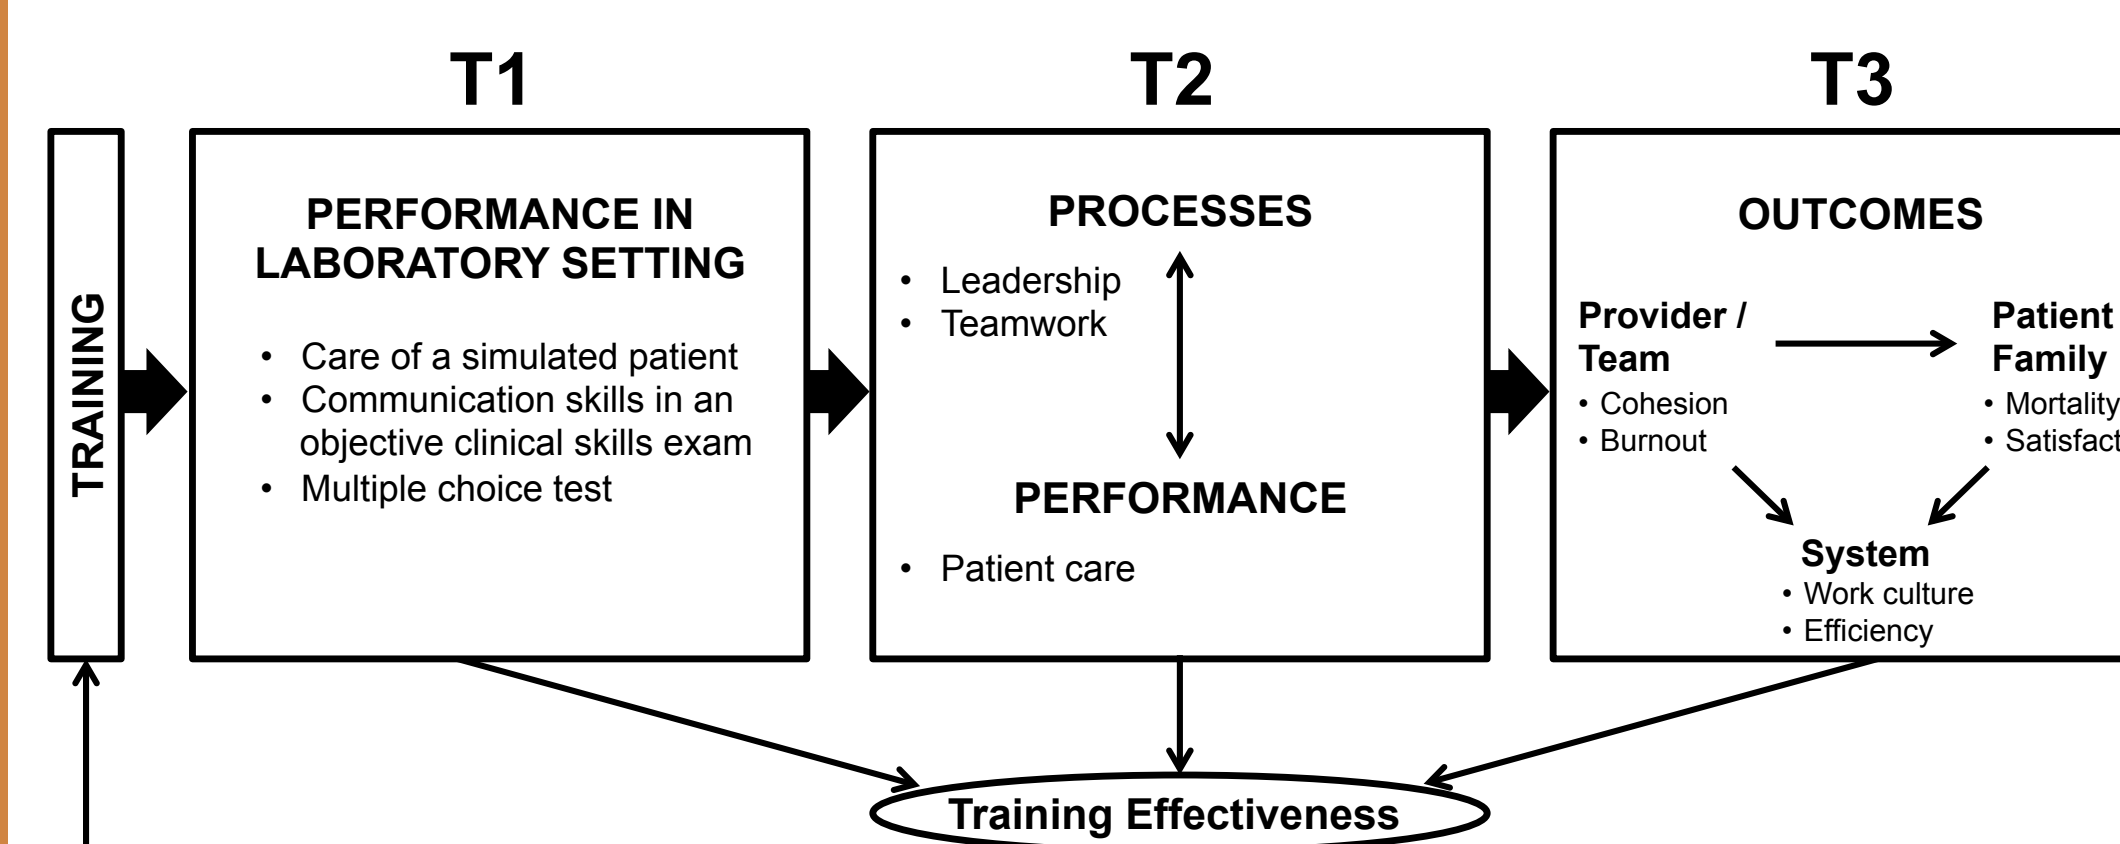 T1
T2
T3
TRAINING
PERFORMANCE IN
LABORATORY SETTING
• Care of a simulated patient
• Communication skills in an
objective clinical skills exam
• Multiple choice test
PROCESSES
• Leadership
• Teamwork
PERFORMANCE
• Patient care
OUTCOMES
Provider /
Team
• Cohesion
• Burnout
Patient
Family
• Mortality
• Satisfact
System
• Work culture
• Efficiency
Training Effectiveness